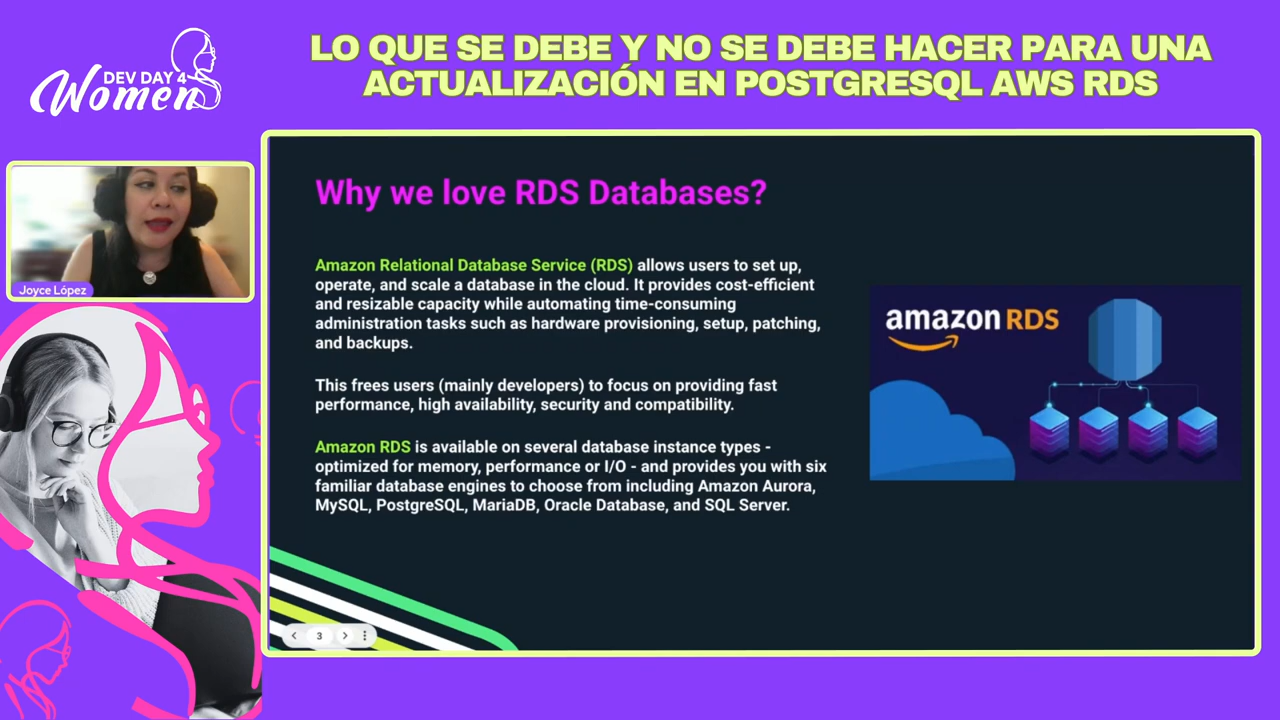 DEV DAY 4
Women
LO QUE SE DEBE Y NO SE DEBE HACER PARA UNA
ACTUALIZACIÓN EN POSTGRESQL AWS RDS
Joyce López
Why we love RDS Databases?
Amazon Relational Database Service (RDS) allows users to set up,
operate, and scale a database in the cloud. It provides cost-efficient
and resizable capacity while automating time-consuming
administration tasks such as hardware provisioning, setup, patching,
and backups.
This frees users (mainly developers) to focus on providing fast
performance, high availability, security and compatibility.
Amazon RDS is available on several database instance types -
optimized for memory, performance or I/O - and provides you with six
familiar database engines to choose from including Amazon Aurora,
MySQL, PostgreSQL, MariaDB, Oracle Database, and SQL Server.
amazon RDS
3